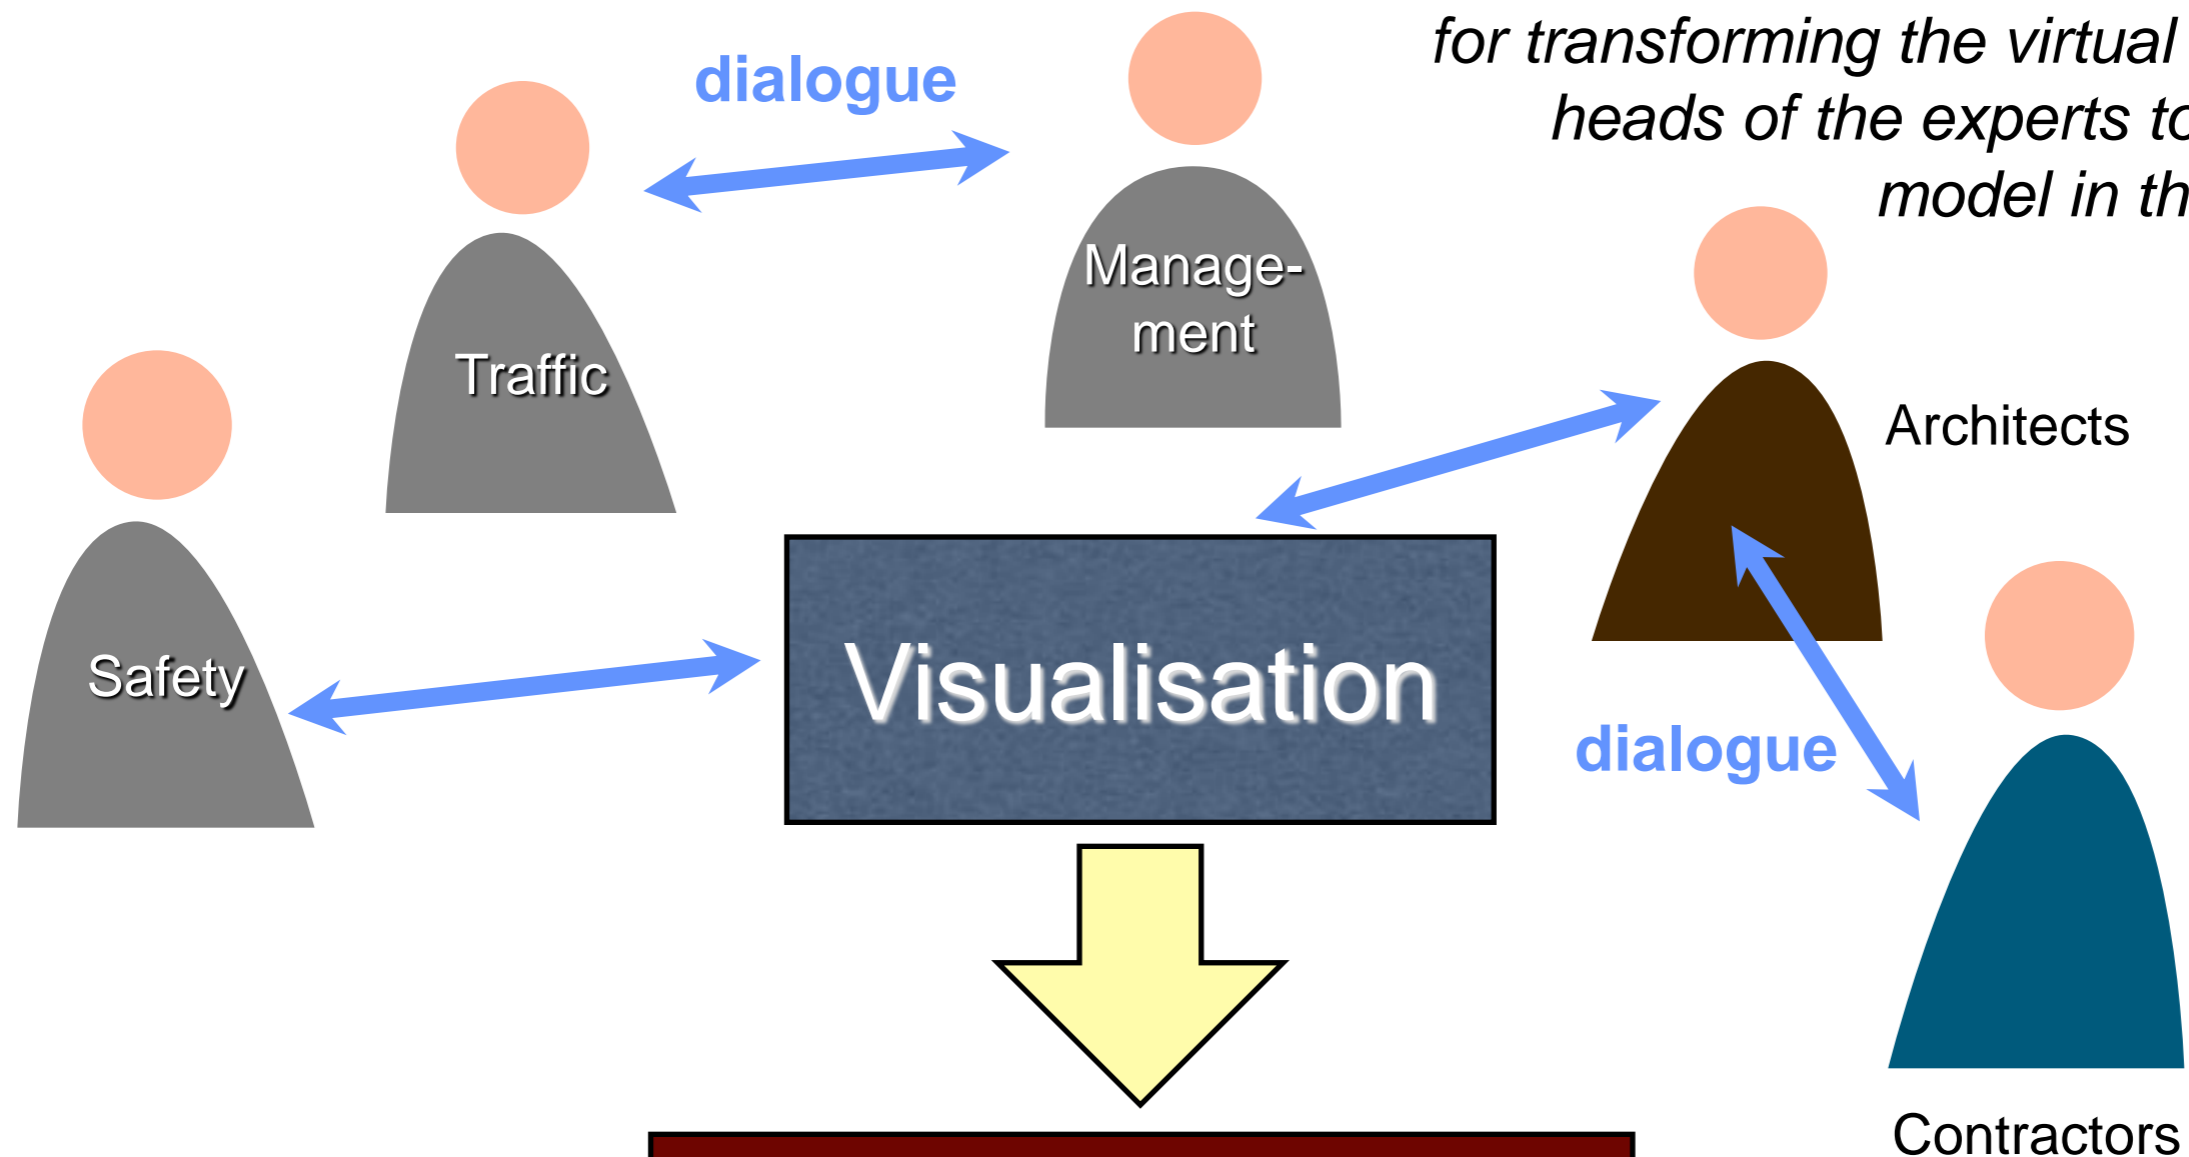 for transforming the virtual
heads of the experts to
model in th
dialogue
Manage-
ment
Traffic
Architects
Safety
Visualisation
dialogue
Contractors